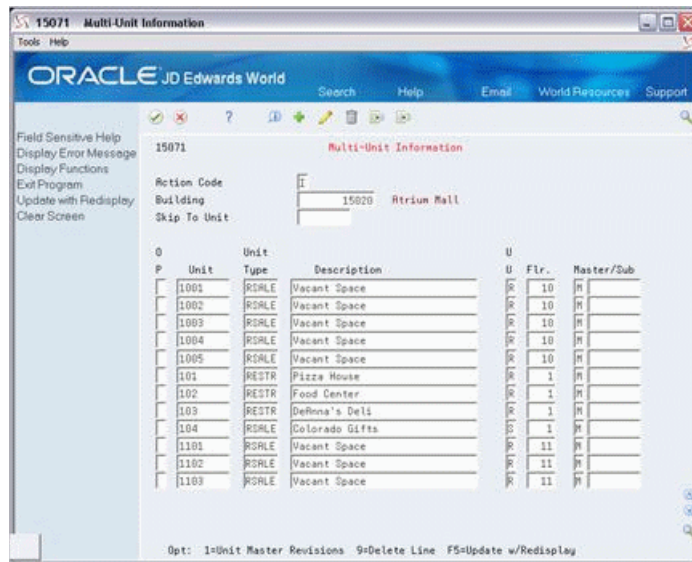 15071 Multi-Unit Information
Tools Help
ORACLE JD Edwards World
Search Help Email World Resources Support
Field Sensitive Help
Display Error Message
Display Functions
Exit Program
Update with Redisplay
Clear Screen
15071 Multi-Unit Information
Action Code I
Building 15020 Atrium Mall
Skip To Unit
O Unit U
P Unit Type Description U Flr. Master/Sub
1001 RSALE Vacant Space R 10 M
1002 RSALE Vacant Space R 10 M
1003 RSALE Vacant Space R 10 M
1004 RSALE Vacant Space R 10 M
1005 RSALE Vacant Space R 10 M
101 RESTR Pizza House R 1 M
102 RESTR Food Center R 1 M
103 RESTR DeAnna's Deli R 1 M
104 RSALE Colorado Gifts S 1 M
1101 RSALE Vacant Space R 11 M
1102 RSALE Vacant Space R 11 M
1103 RSALE Vacant Space R 11 M
Opt: 1=Unit Master Revisions 9=Delete Line F5=Update w/Redisplay